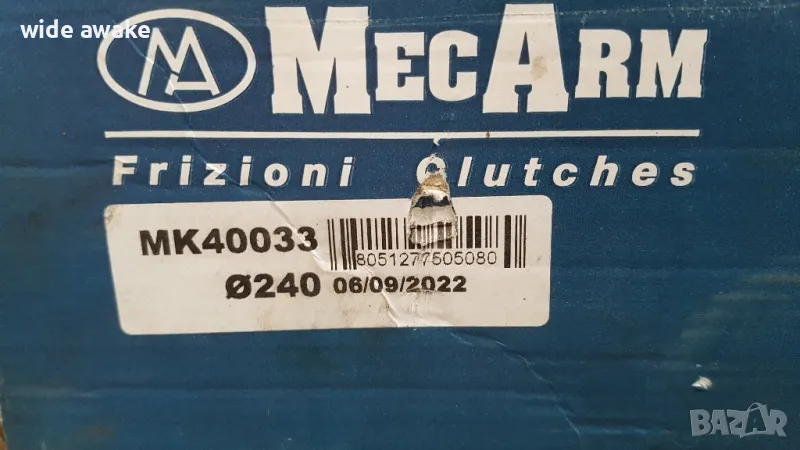 wide awake
MA MECARM
Frizioni Clutches
MK40033
8051277505080
Ø240 06/09/2022
BAZAR